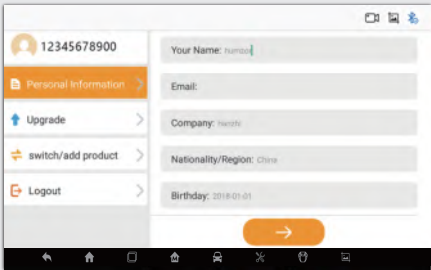 12345678900
Personal Information
Upgrade
switch/add product
Logout
Your Name:
Email:
Company:
Nationality/Region: China
Birthday: 2018-01-01